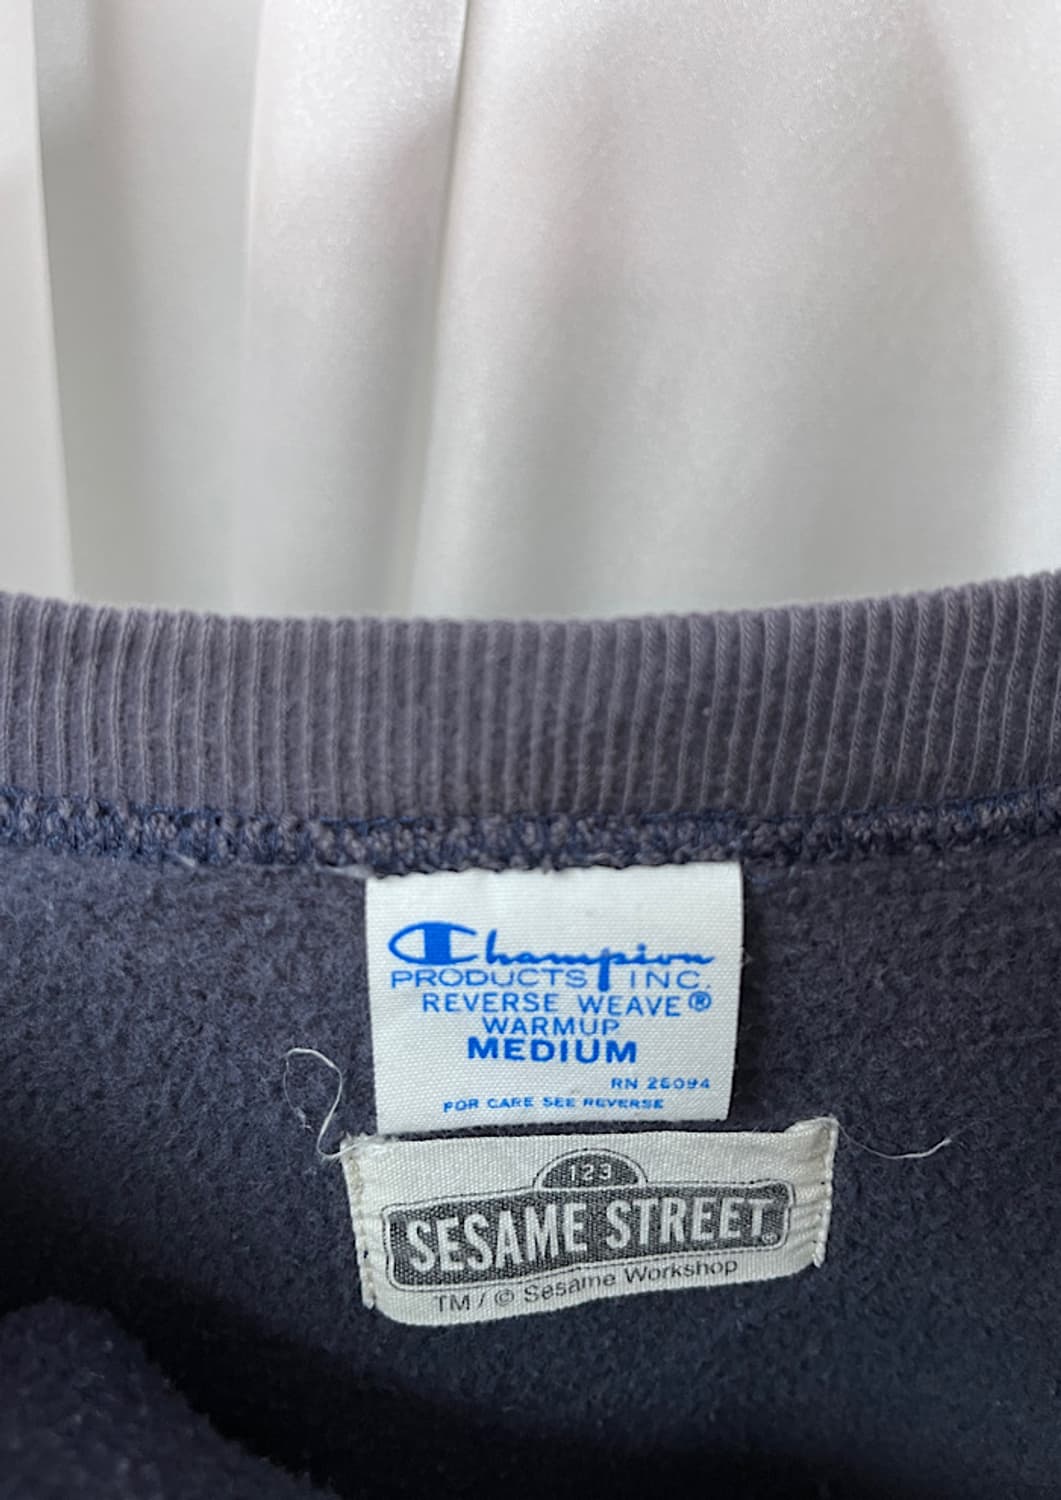 Champion
PRODUCTS INC.
REVERSE WEAVE®
WARMUP
MEDIUM
RN 26094
FOR CARE SEE REVERSE
123
SESAME STREET®
TM / © Sesame Workshop